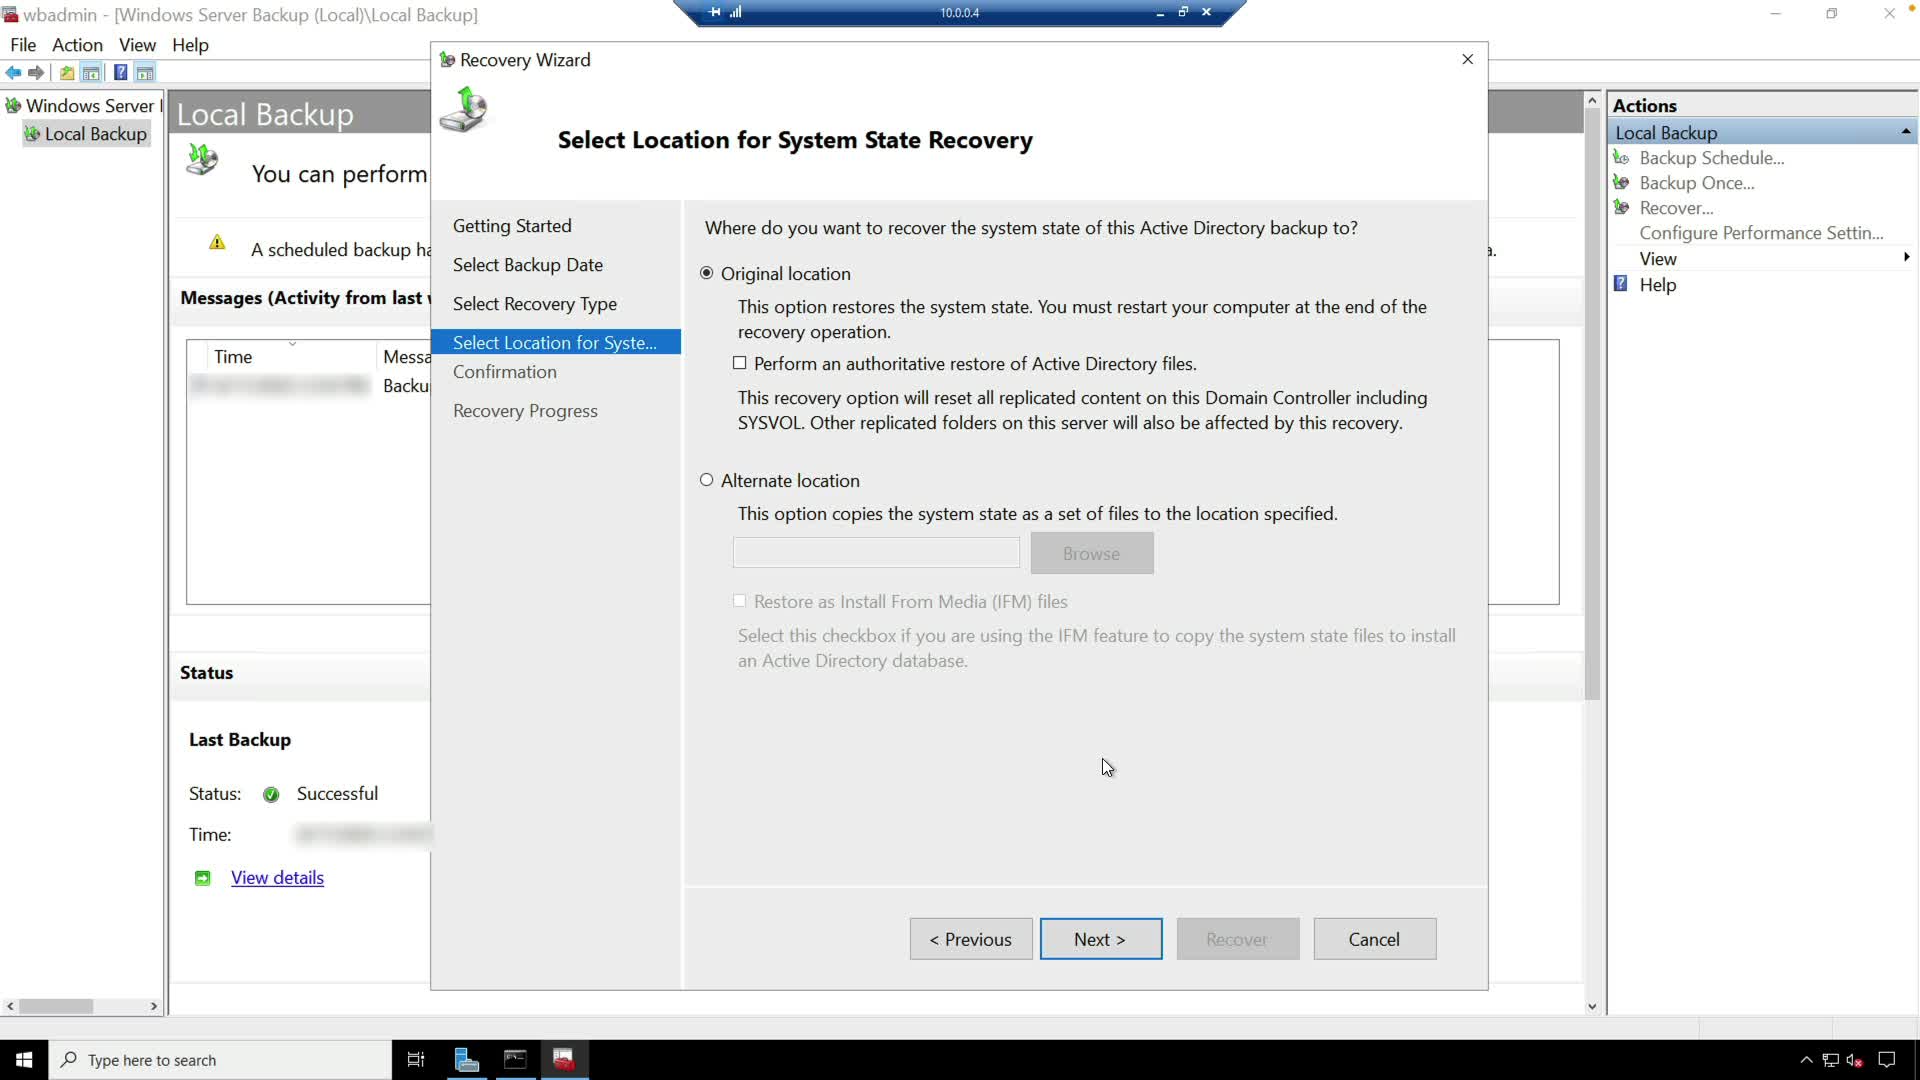 wbadmin - [Windows Server Backup (Local)\Local Backup]
10.0.0.4
File Action View Help
Windows Server
Local Backup
Local Backup
You can perform
A scheduled backup ha
a.
Messages (Activity from last
Time
Messa
Backu
Status
Last Backup
Status: Successful
Time:
View details
Recovery Wizard
Select Location for System State Recovery
Getting Started
Select Backup Date
Select Recovery Type
Select Location for Syste...
Confirmation
Recovery Progress
Where do you want to recover the system state of this Active Directory backup to?
Original location
This option restores the system state. You must restart your computer at the end of the
recovery operation.
Perform an authoritative restore of Active Directory files.
This recovery option will reset all replicated content on this Domain Controller including
SYSVOL. Other replicated folders on this server will also be affected by this recovery.
Alternate location
This option copies the system state as a set of files to the location specified.
Browse
Restore as Install From Media (IFM) files
Select this checkbox if you are using the IFM feature to copy the system state files to install
an Active Directory database.
< Previous Next > Recover Cancel
Actions
Local Backup
Backup Schedule...
Backup Once...
Recover...
Configure Performance Settin...
View
Help
Type here to search